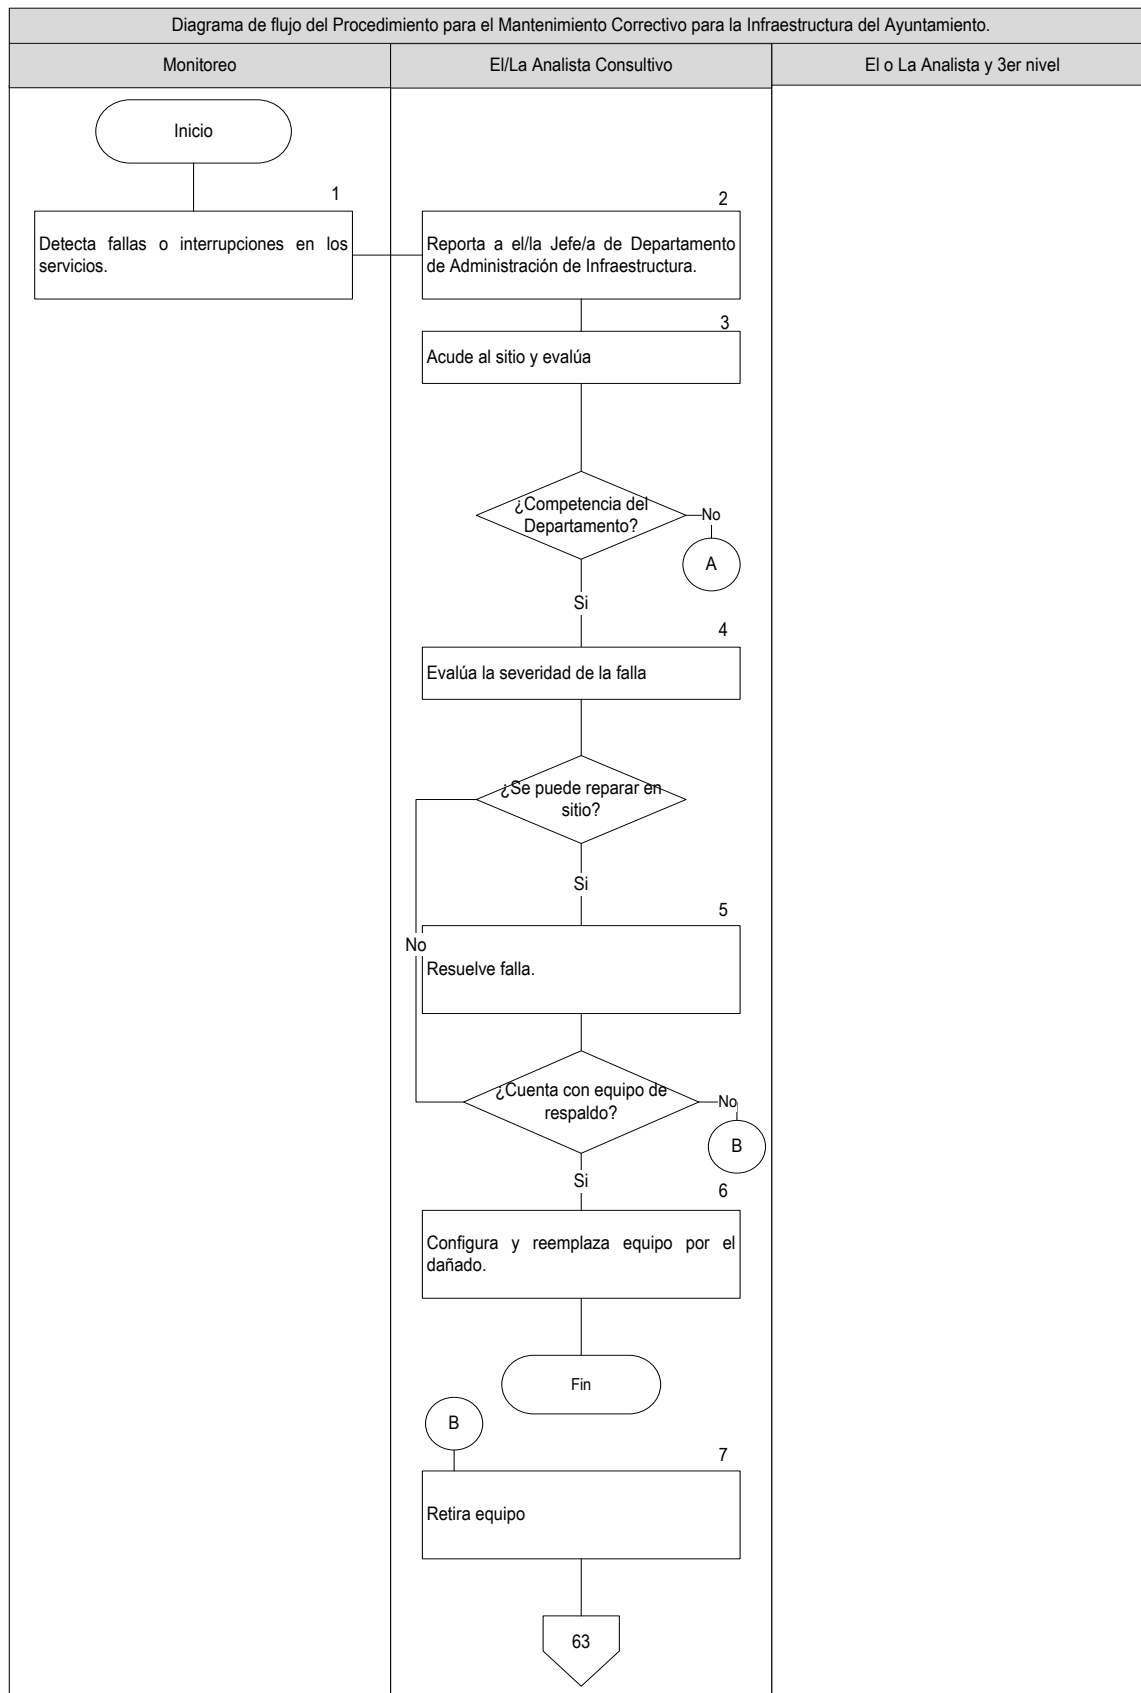 Diagrama de flujo del Procedimiento para el Mantenimiento Correctivo para la Infraestructura del Ayuntamiento.
Monitoreo
El/La Analista Consultivo
El o La Analista y 3er nivel
Inicio
1
Detecta fallas o interrupciones en los
servicios.
2
Reporta a el/la Jefe/a de Departamento
de Administración de Infraestructura.
3
Acude al sitio y evalúa
¿Competencia del
Departamento?
No
A
Si
4
Evalúa la severidad de la falla
¿Se puede reparar en
sitio?
Si
5
No
Resuelve falla.
¿Cuenta con equipo de
respaldo?
No
B
Si
6
Configura y reemplaza equipo por el
dañado.
Fin
B
7
Retira equipo
63